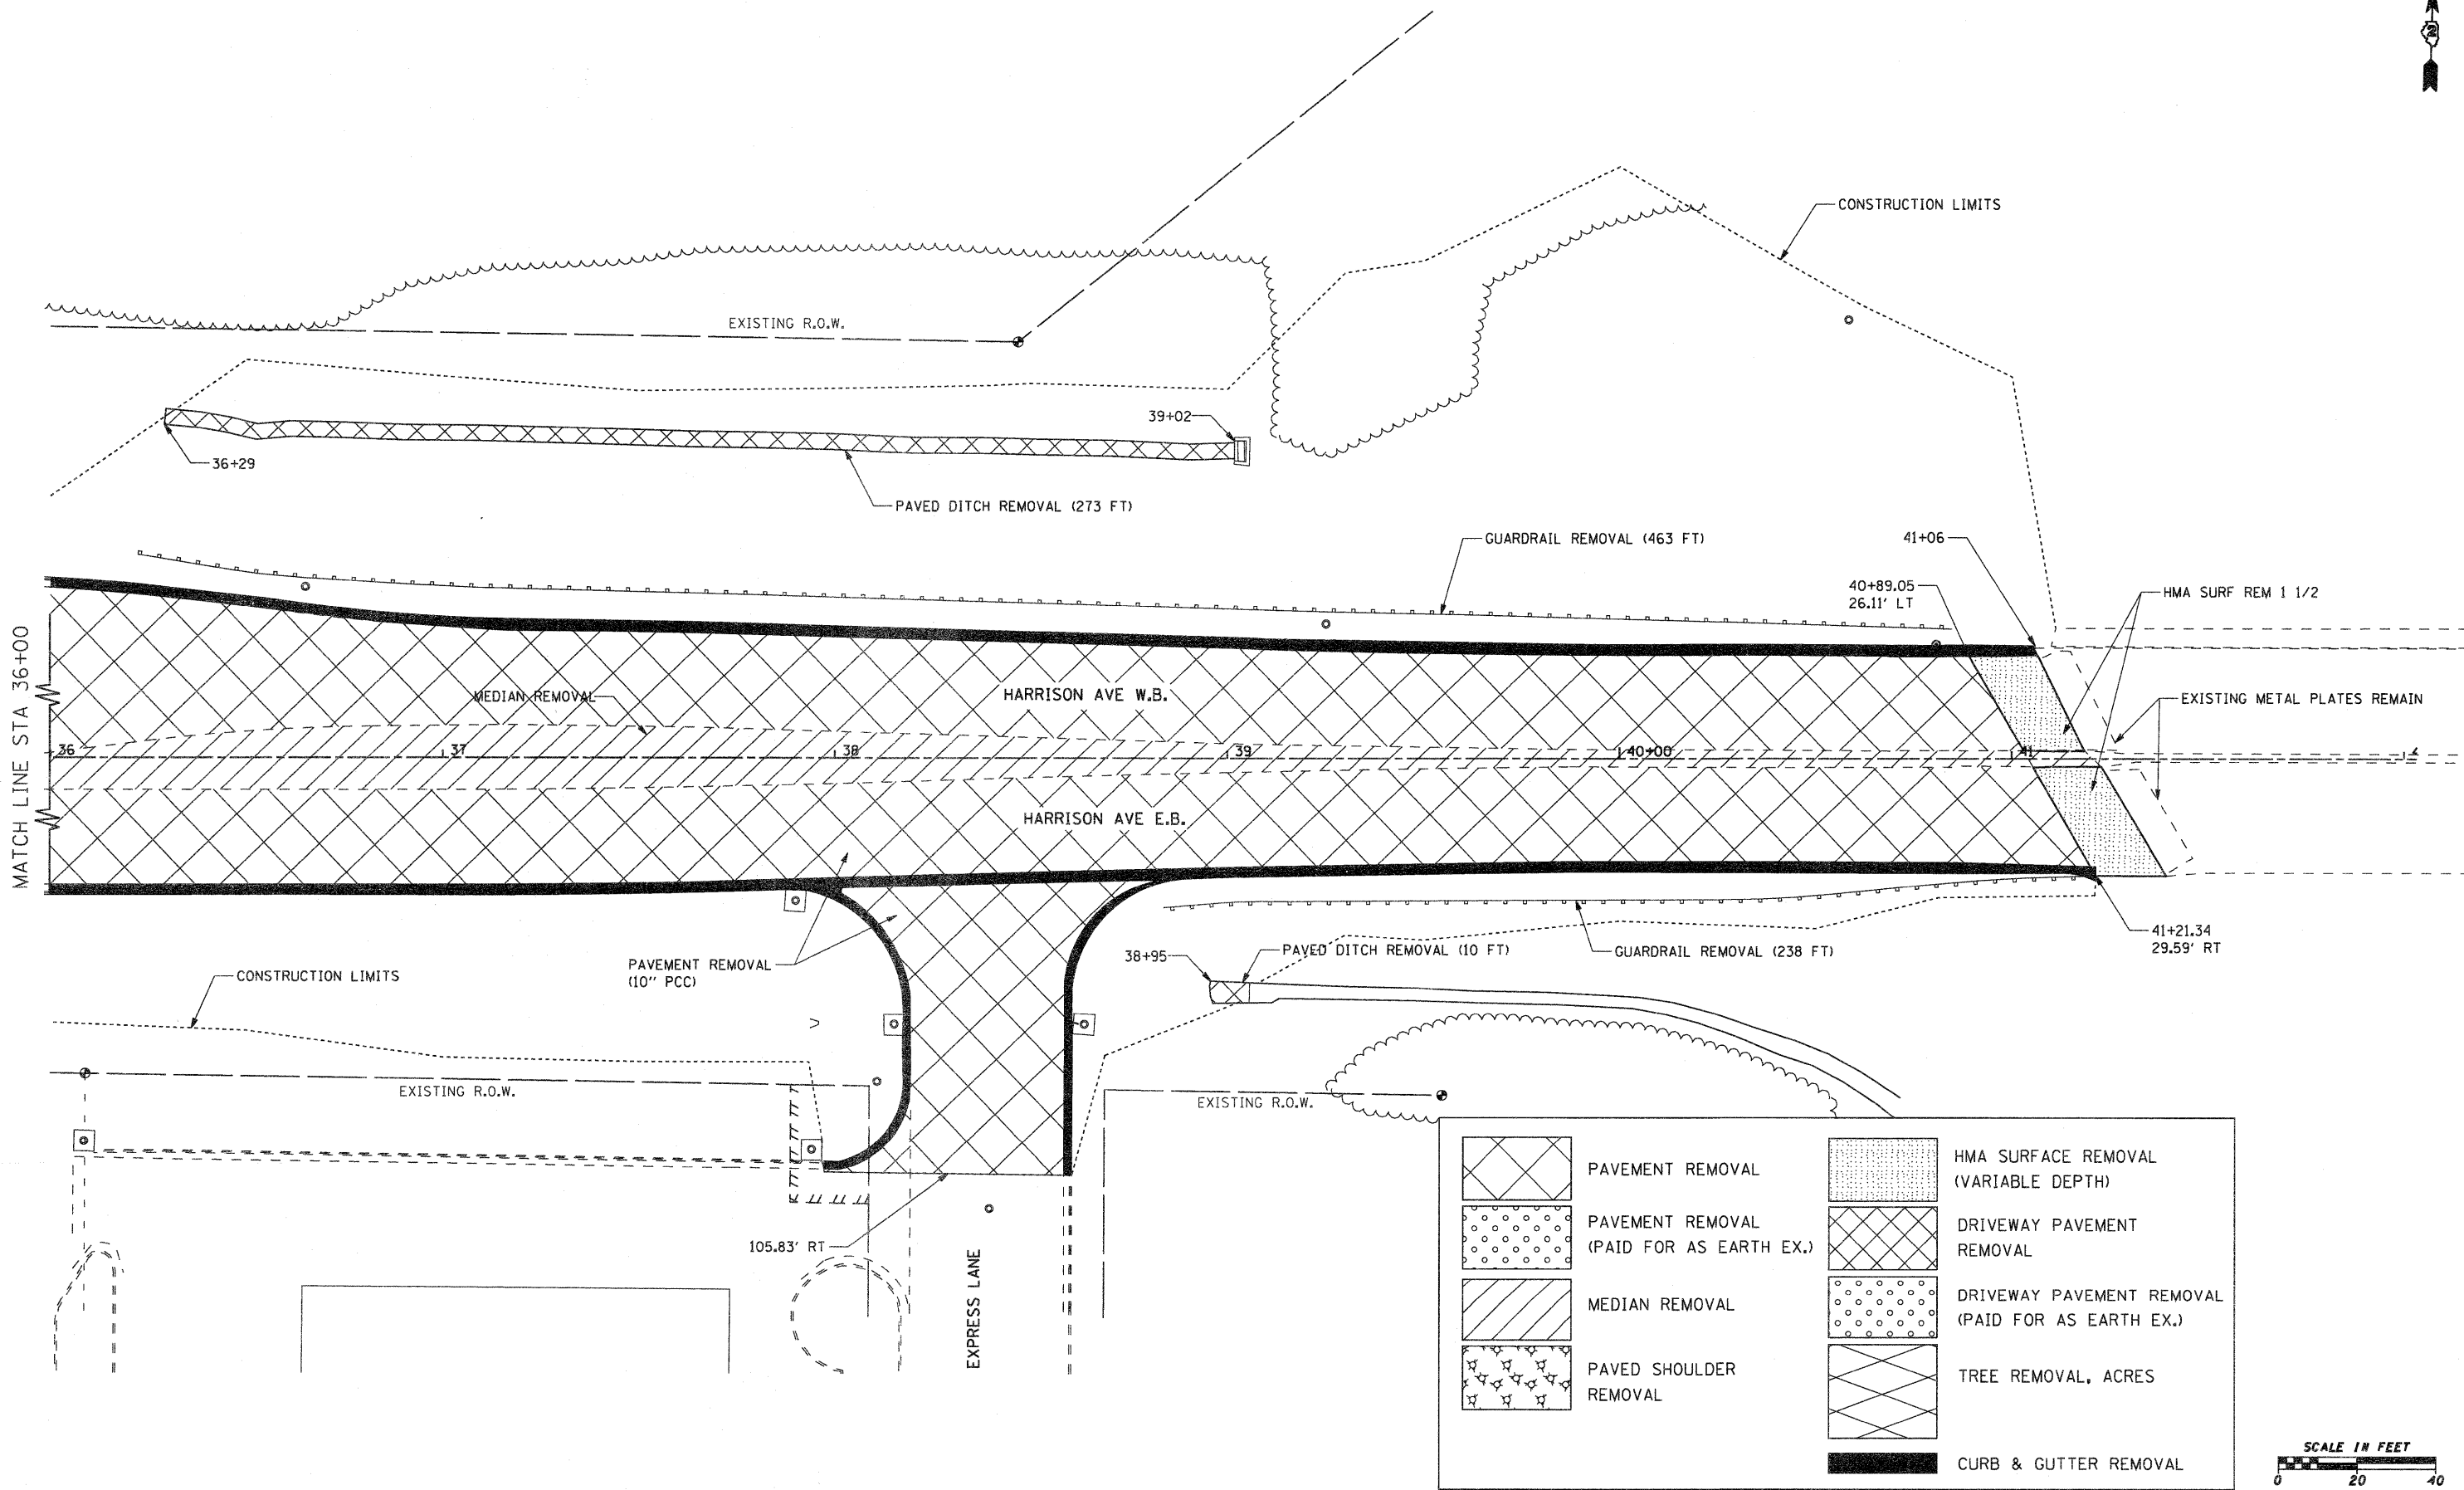 2
CONSTRUCTION LIMITS
EXISTING R.O.W.
39+02
36+29
PAVED DITCH REMOVAL (273 FT)
GUARDRAIL REMOVAL (463 FT)
41+06
40+89.05
26.11' LT
HMA SURF REM 1 1/2
MATCH LINE STA 36+00
MEDIAN REMOVAL
HARRISON AVE W.B.
EXISTING METAL PLATES REMAIN
36
37
38
39
40+00
41
HARRISON AVE E.B.
PAVEMENT REMOVAL
(10" PCC)
38+95
PAVED DITCH REMOVAL (10 FT)
GUARDRAIL REMOVAL (238 FT)
41+21.34
29.59' RT
CONSTRUCTION LIMITS
EXISTING R.O.W.
EXISTING R.O.W.
105.83' RT
EXPRESS LANE
PAVEMENT REMOVAL
PAVEMENT REMOVAL
(PAID FOR AS EARTH EX.)
MEDIAN REMOVAL
PAVED SHOULDER
REMOVAL
HMA SURFACE REMOVAL
(VARIABLE DEPTH)
DRIVEWAY PAVEMENT
REMOVAL
DRIVEWAY PAVEMENT REMOVAL
(PAID FOR AS EARTH EX.)
TREE REMOVAL, ACRES
CURB & GUTTER REMOVAL
SCALE IN FEET
0 20 40